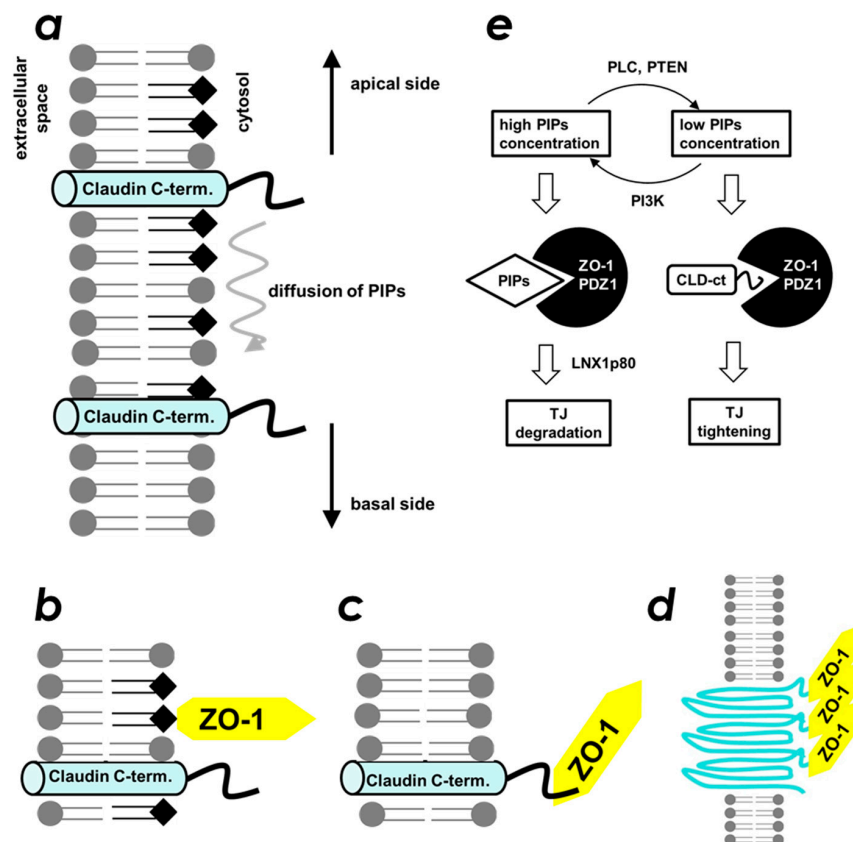 a
extracellular
space
cytosol
apical side
Claudin C-term.
diffusion of PIPs
Claudin C-term.
basal side
e
PLC, PTEN
high PIPs
concentration
low PIPs
concentration
PI3K
PIPs
ZO-1
PDZ1
CLD-ct
ZO-1
PDZ1
LNX1p80
TJ
degradation
TJ
tightening
b
ZO-1
Claudin C-term.
c
ZO-1
Claudin C-term.
d
ZO-1
ZO-1
ZO-1